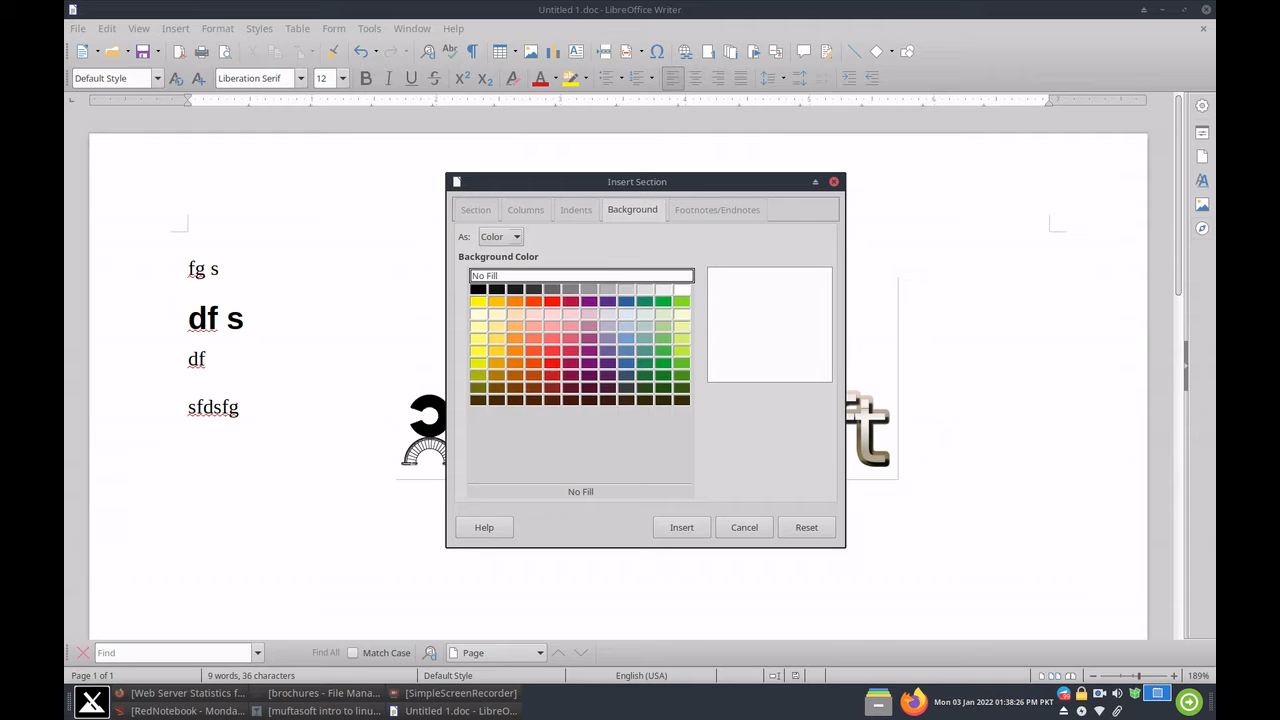 Untitled 1.doc - LibreOffice Writer
File Edit View Insert Format Styles Table Form Tools Window Help
Default Style Liberation Serif 12
fg s
df s
df
sfdsfg
ft
Insert Section
Section Columns Indents Background Footnotes/Endnotes
As: Color
Background Color
No Fill
No Fill
Help Insert Cancel Reset
Find Find All Match Case Page
Page 1 of 1 9 words, 36 characters Default Style English (USA) 189%
[Web Server Statistics f... [brochures - File Mana... [SimpleScreenRecorder]
Mon 03 Jan 2022 01:38:26 PM PKT
[RedNotebook - Monda... [muftasoft intro to linu... Untitled 1.doc - LibreO...